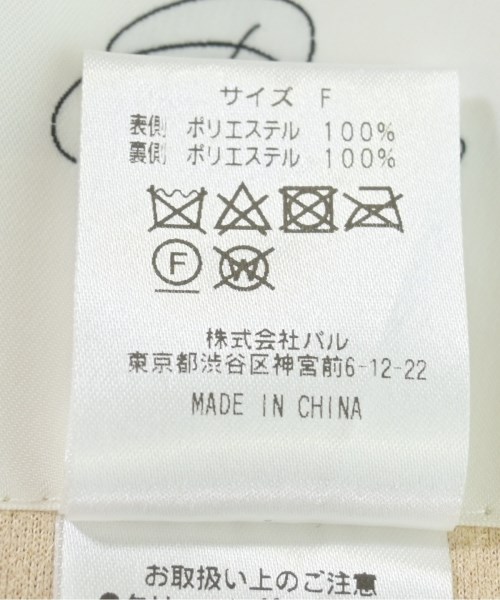 サイズ F
表側 ポリエステル 100%
裏側 ポリエステル 100%
F W
株式会社パル
東京都渋谷区神宮前6-12-22
MADE IN CHINA
お取扱い上のご注意